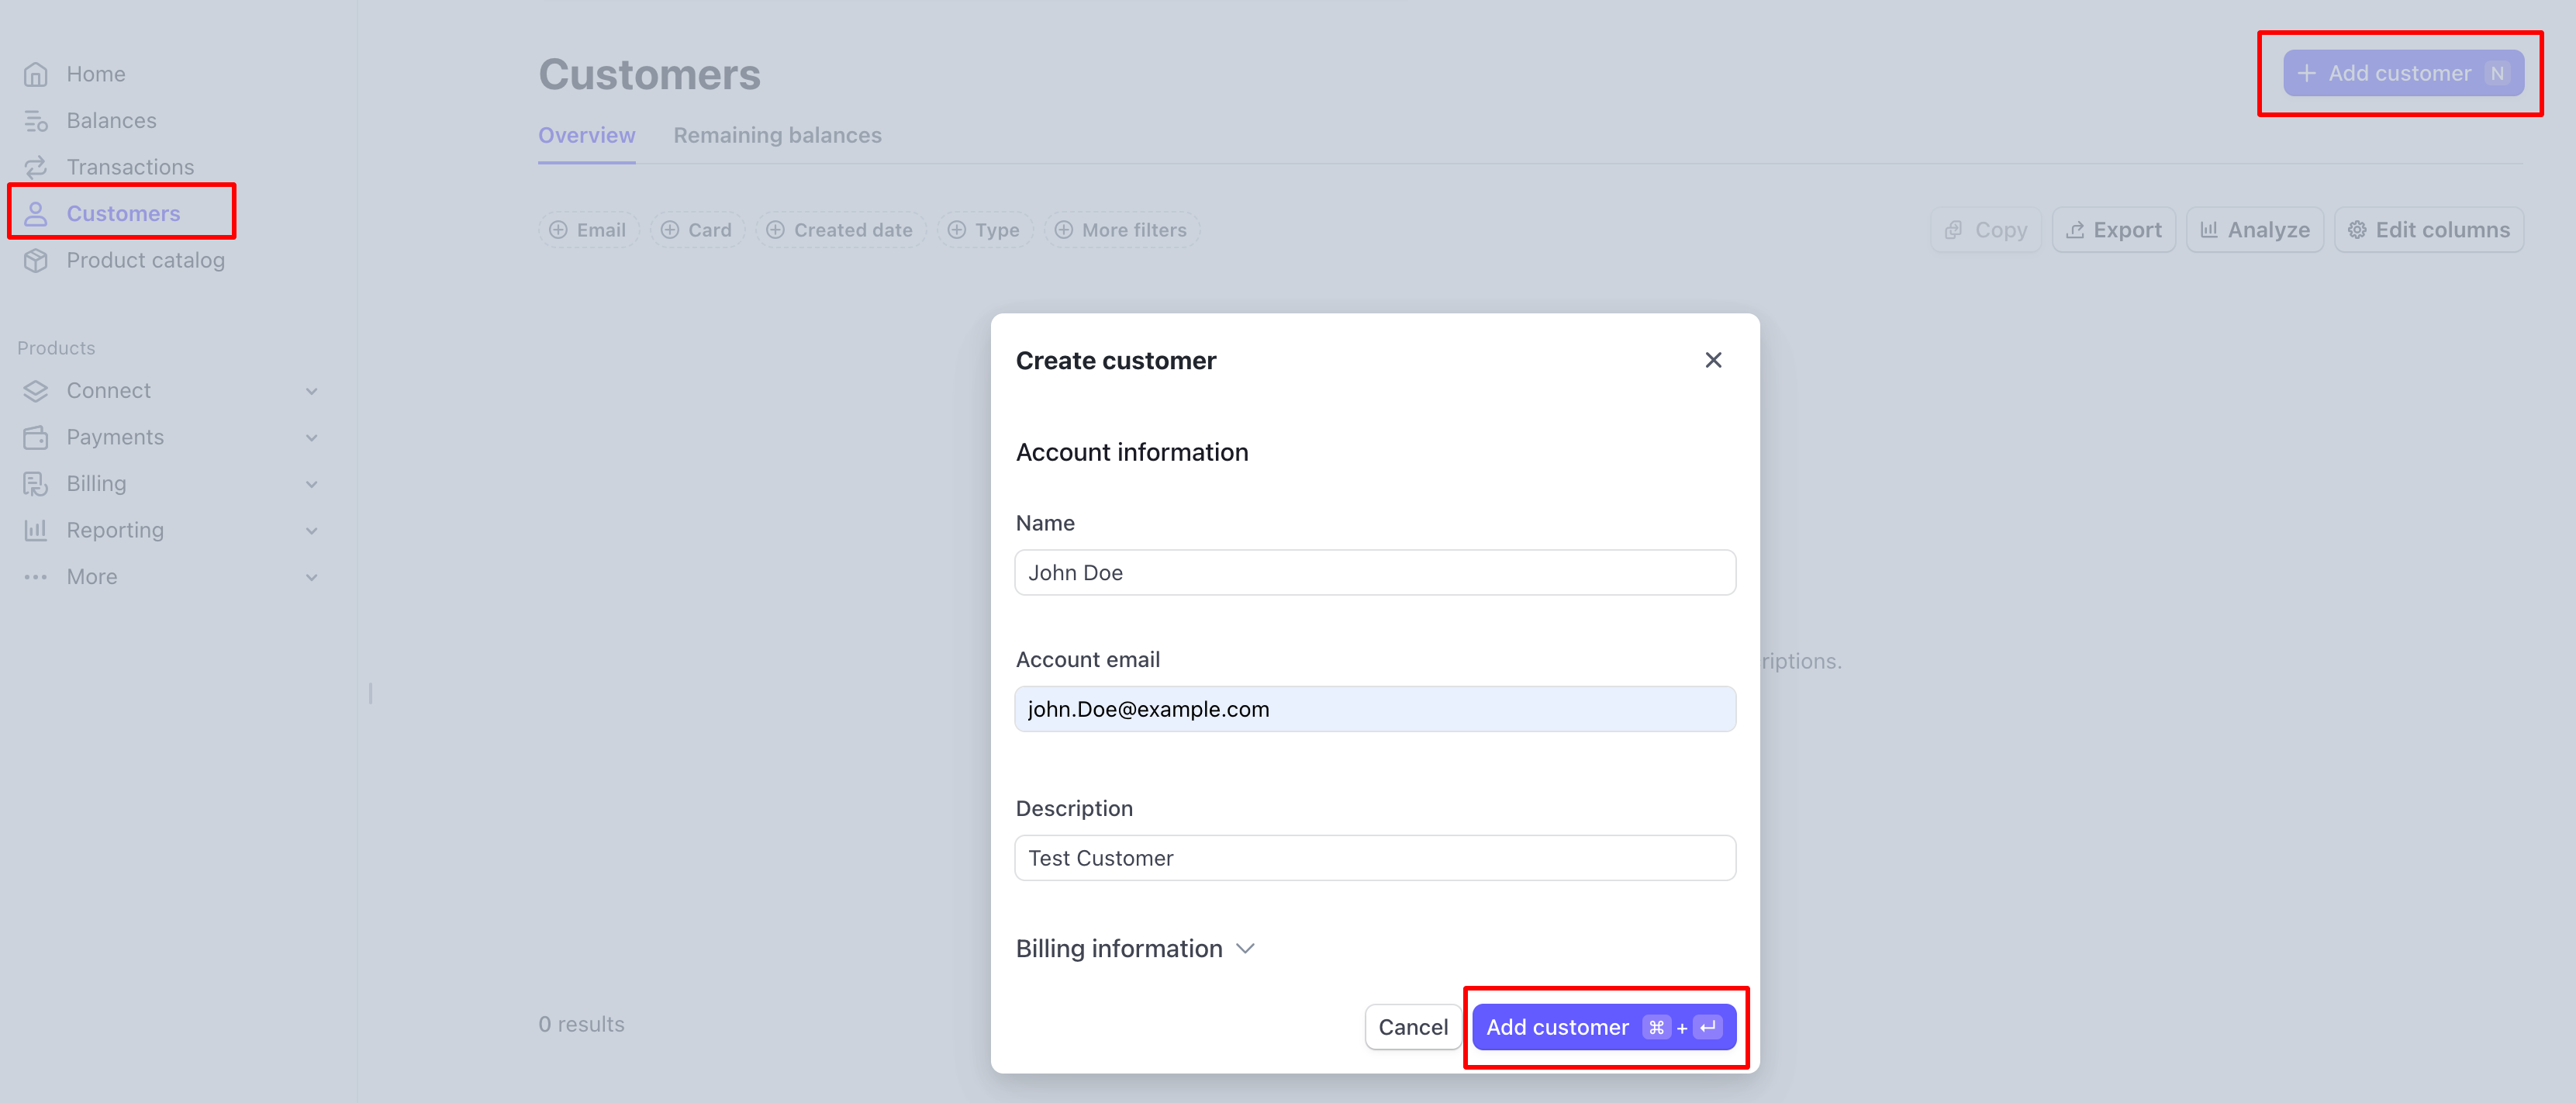 Home
Balances
Transactions
Customers
Product catalog
Products
Connect
Payments
Billing
Reporting
More
Customers
+ Add customer N
Overview Remaining balances
Email Card Created date Type More filters
Copy Export Analyze Edit columns
Create customer
Account information
Name
John Doe
Account email
john.Doe@example.com
riptions.
Description
Test Customer
Billing information
Cancel Add customer ⌘ + ↵
0 results